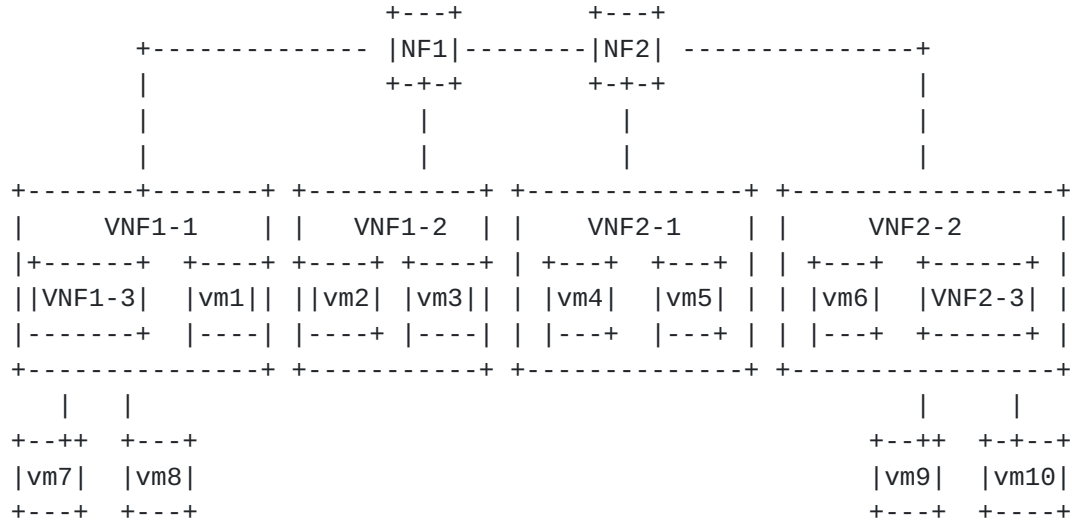 NF1 NF2
VNF1-1 VNF1-2 VNF2-1 VNF2-2
VNF1-3 vm1 vm2 vm3 vm4 vm5 vm6 VNF2-3
vm7 vm8 vm9 vm10